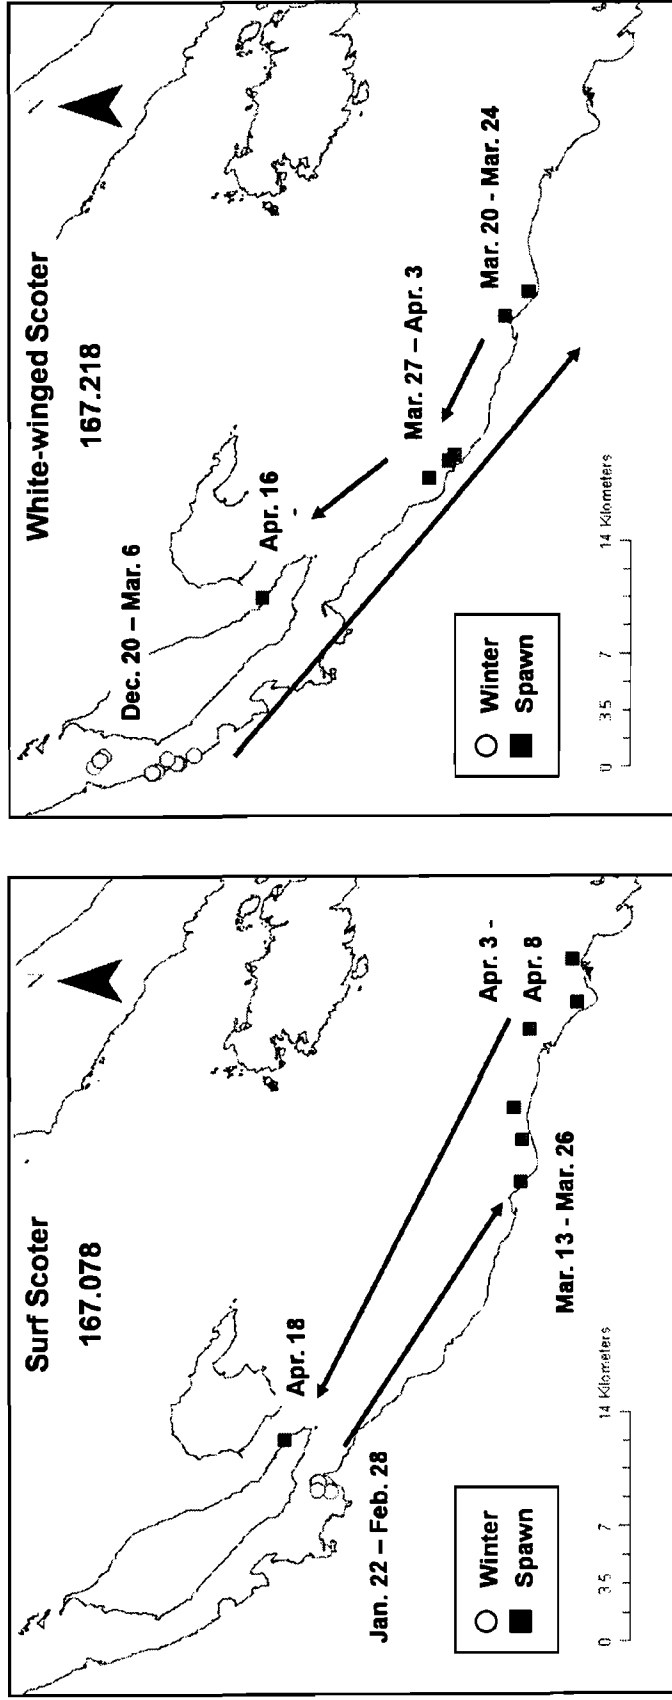 Surf Scoter
167.078
Apr. 18
Jan. 22 – Feb. 28
Apr. 3 -
Apr. 8
Mar. 13 - Mar. 26
Winter
Spawn
0 3.5 7 14 Kilometers
White-winged Scoter
167.218
Dec. 20 – Mar. 6
Apr. 16
Mar. 27 – Apr. 3
Mar. 20 - Mar. 24
Winter
Spawn
0 3.5 7 14 Kilometers